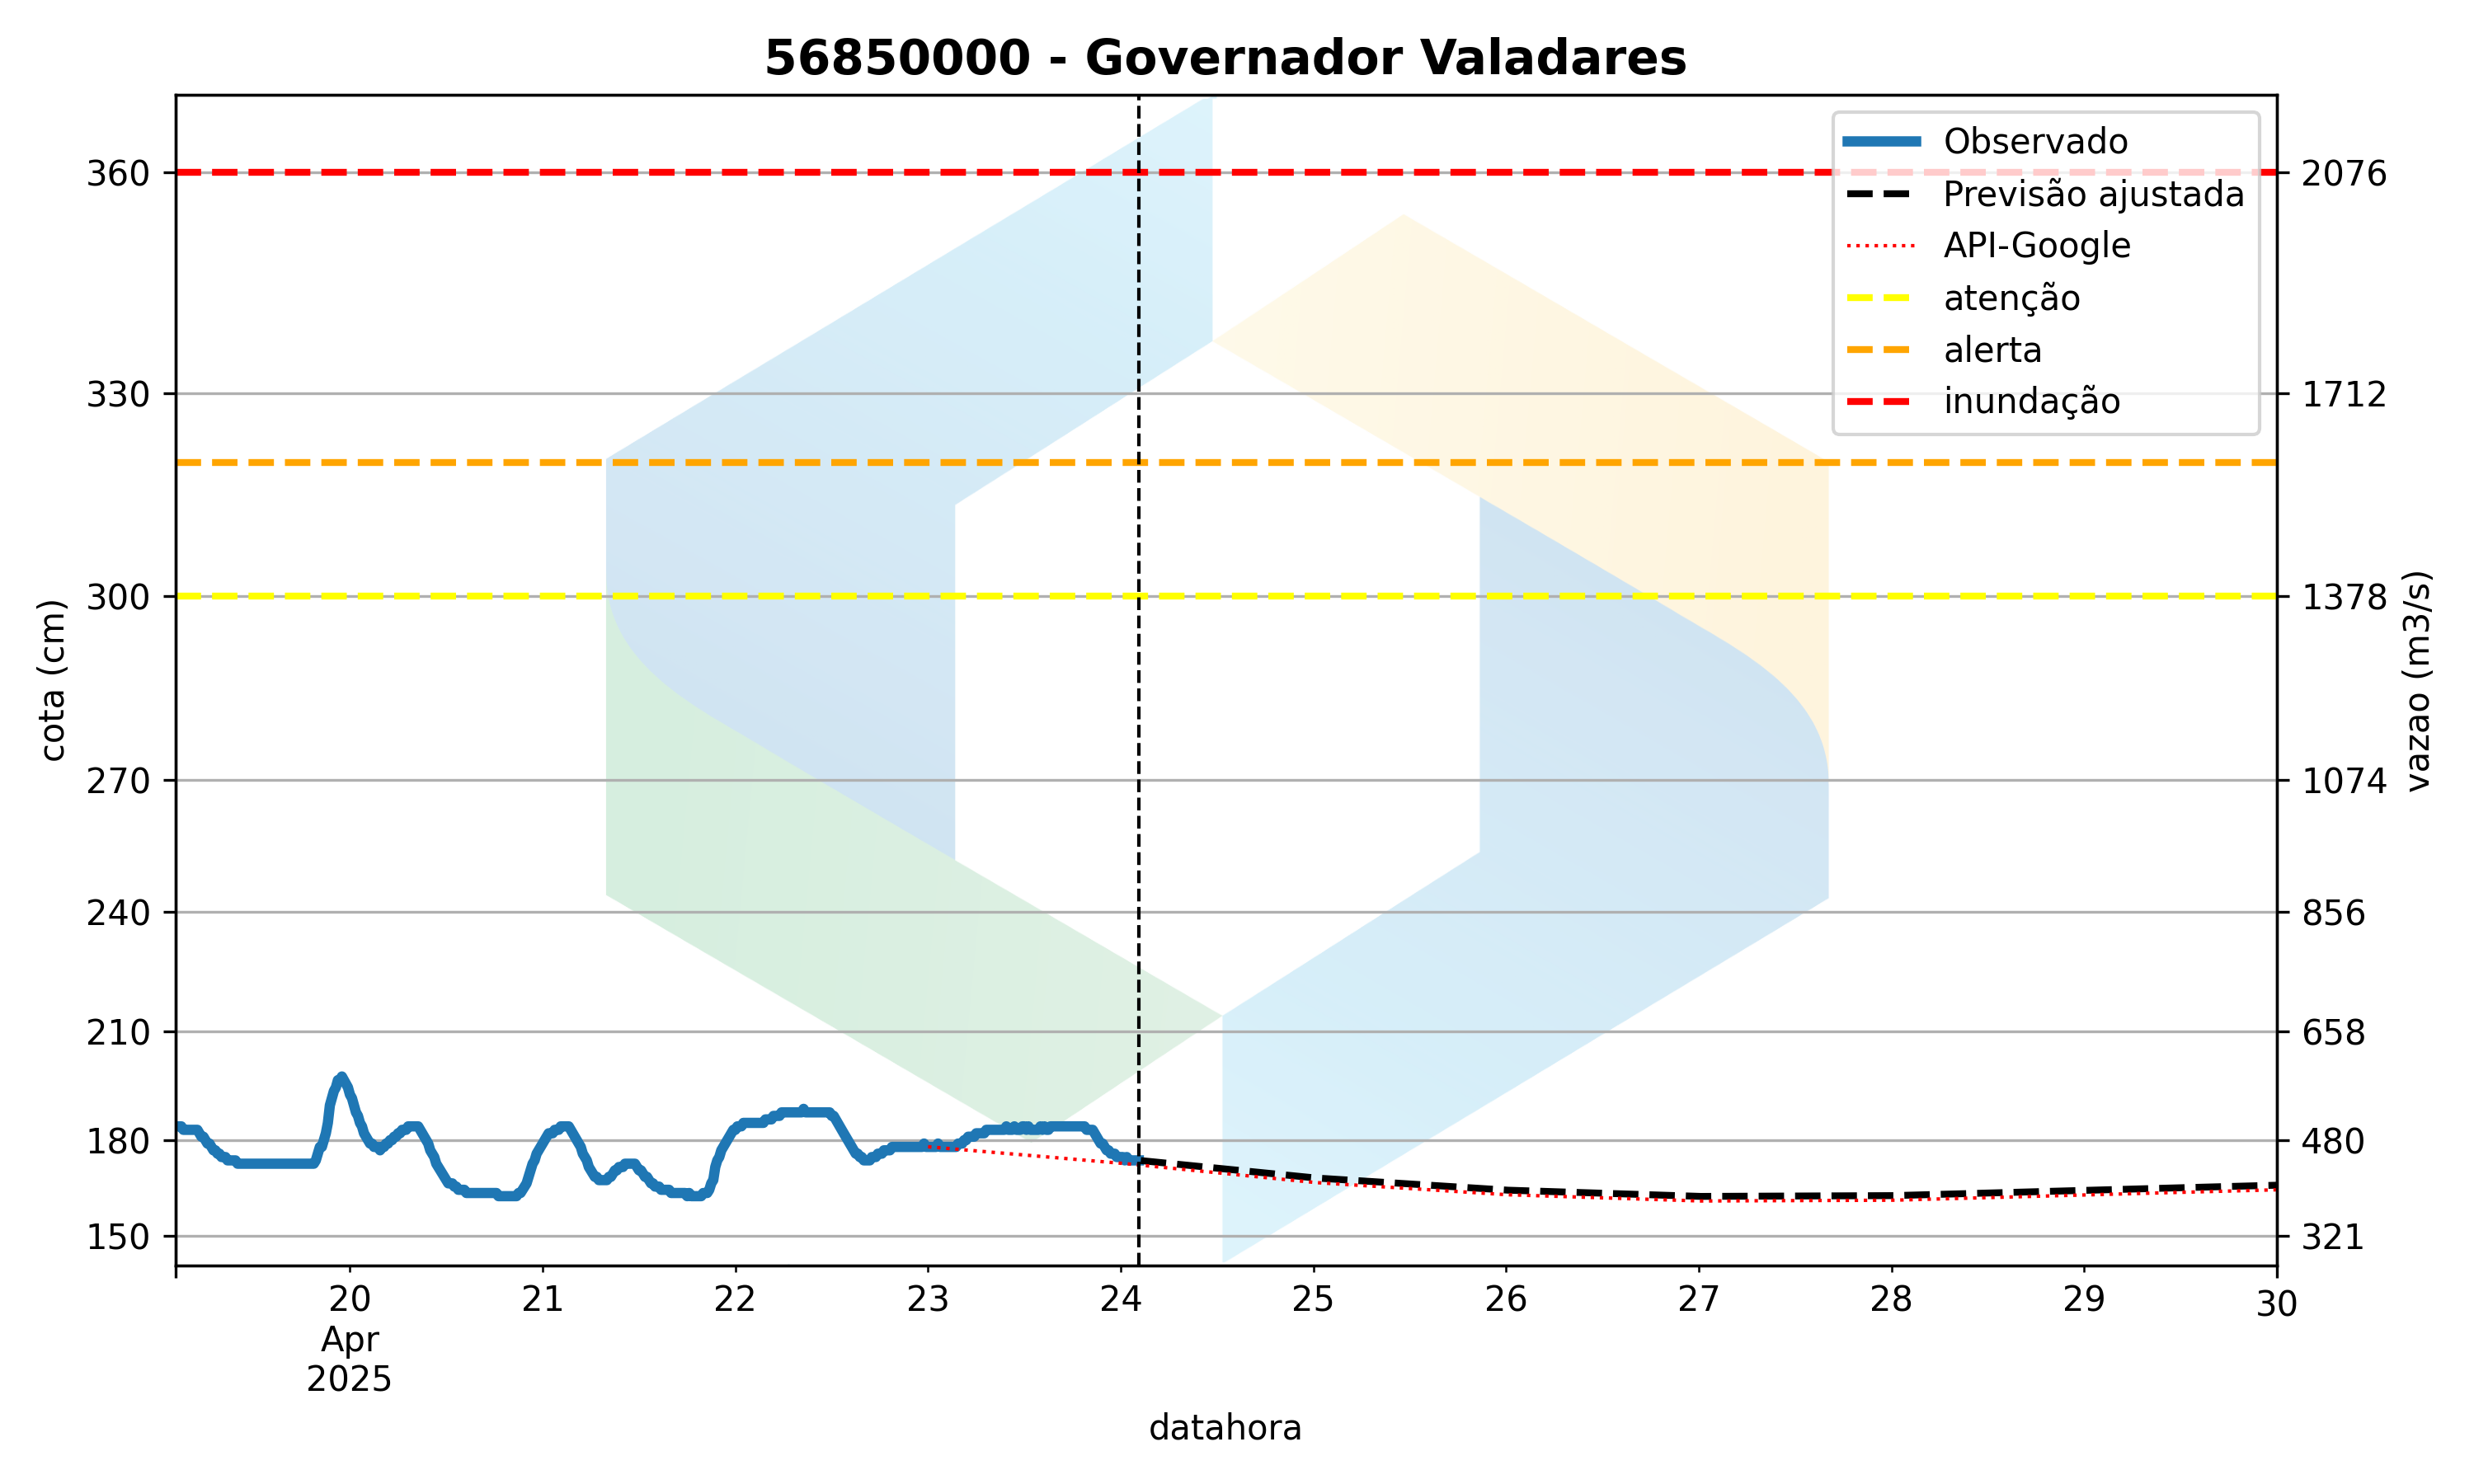 56850000 - Governador Valadares
Observado
Previsão ajustada
API-Google
atenção
alerta
inundação
cota (cm)
360
330
300
270
240
210
180
150
2076
1712
1378
1074
856
658
480
321
vazao (m3/s)
20
21
22
23
24
25
26
27
28
29
30
Apr
2025
datahora